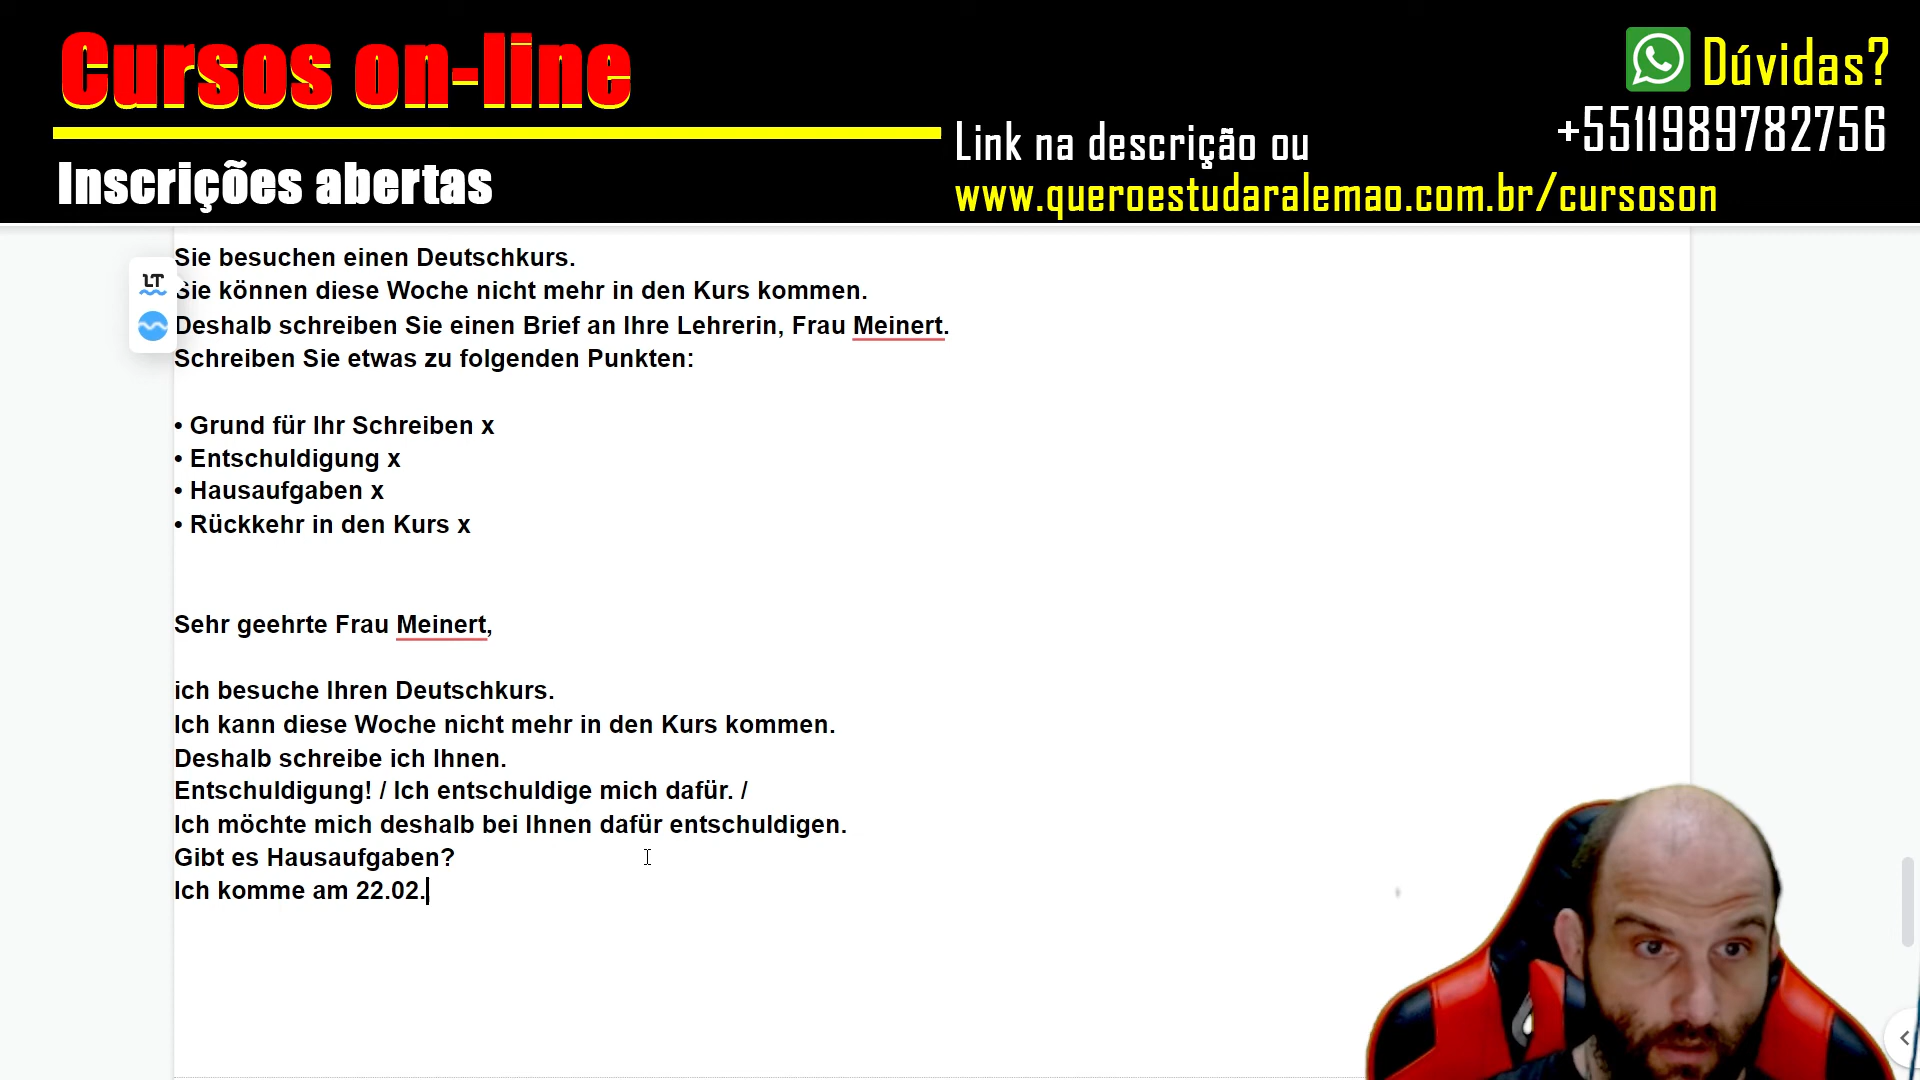 Cursos on-line
Inscrições abertas
Dúvidas?
+5511989782756
Link na descrição ou
www.queroestudaralemao.com.br/cursoson
LT
Sie besuchen einen Deutschkurs.
Sie können diese Woche nicht mehr in den Kurs kommen.
Deshalb schreiben Sie einen Brief an Ihre Lehrerin, Frau Meinert.
Schreiben Sie etwas zu folgenden Punkten:
• Grund für Ihr Schreiben x
• Entschuldigung x
• Hausaufgaben x
• Rückkehr in den Kurs x
Sehr geehrte Frau Meinert,
ich besuche Ihren Deutschkurs.
Ich kann diese Woche nicht mehr in den Kurs kommen.
Deshalb schreibe ich Ihnen.
Entschuldigung! / Ich entschuldige mich dafür. /
Ich möchte mich deshalb bei Ihnen dafür entschuldigen.
Gibt es Hausaufgaben?
Ich komme am 22.02.